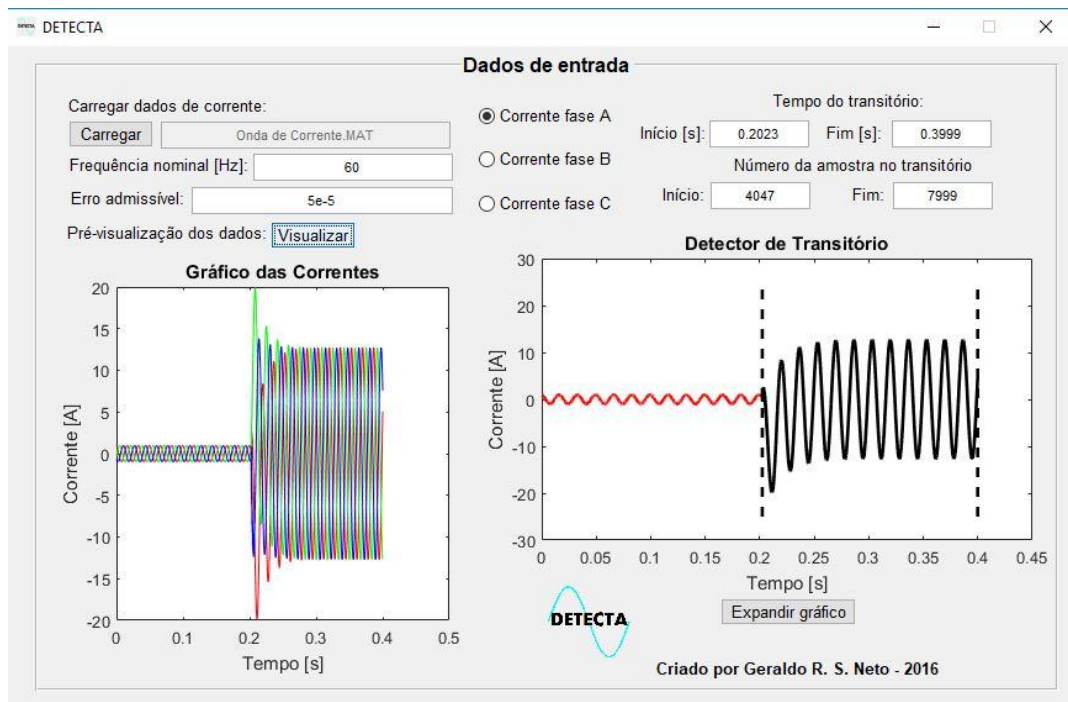 DETECTA
Dados de entrada
Carregar dados de corrente:
Carregar
Onda de Corrente.MAT
Frequência nominal [Hz]:
60
Erro admissível:
5e-5
Pré-visualização dos dados:
Visualizar
Corrente fase A
Corrente fase B
Corrente fase C
Tempo do transitório:
Início [s]:
0.2023
Fim [s]:
0.3999
Número da amostra no transitório
Início:
4047
Fim:
7999
Gráfico das Correntes
20
15
10
5
0
-5
-10
-15
-20
Corrente [A]
0 0.1 0.2 0.3 0.4 0.5
Tempo [s]
Detector de Transitório
30
20
10
0
-10
-20
-30
Corrente [A]
0 0.05 0.1 0.15 0.2 0.25 0.3 0.35 0.4 0.45
Tempo [s]
Expandir gráfico
DETECTA
Criado por Geraldo R. S. Neto - 2016